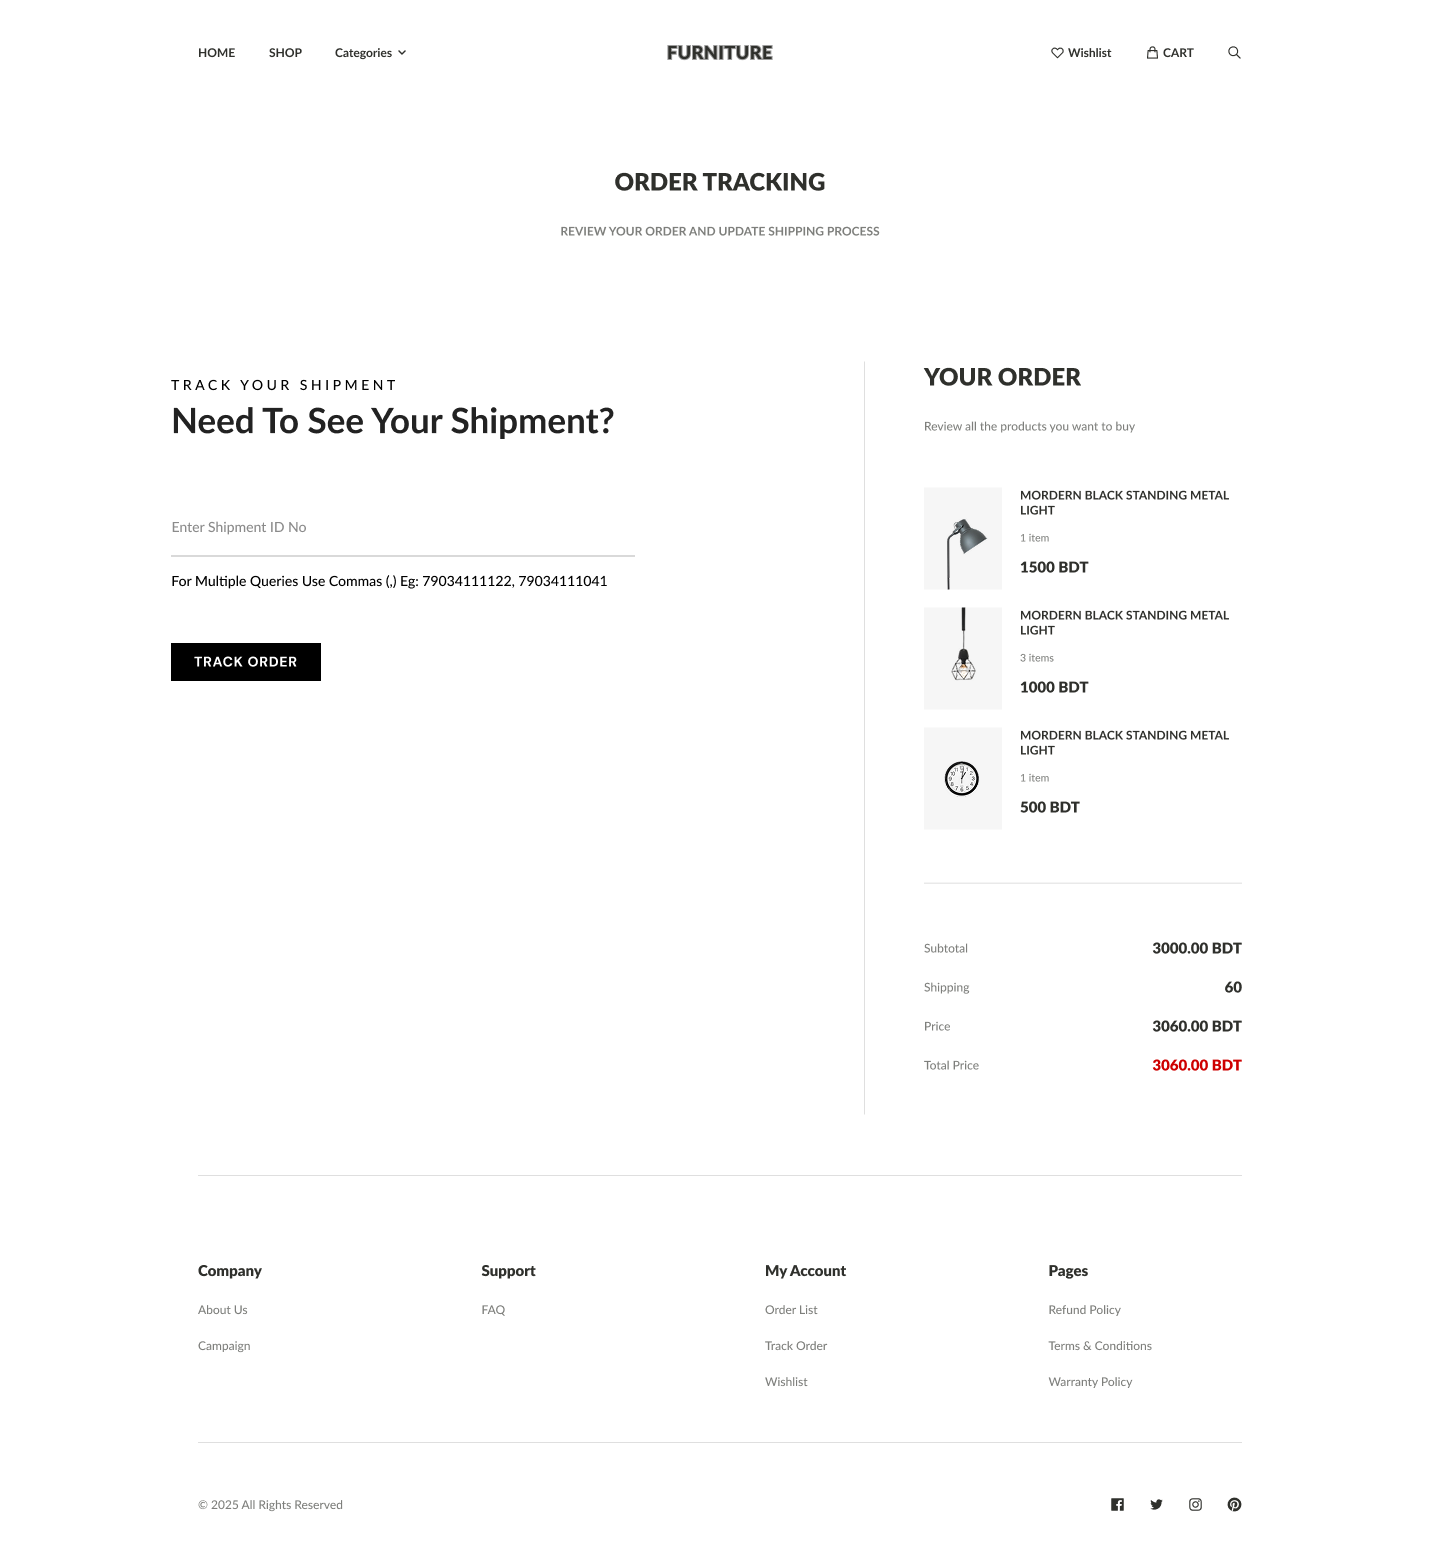 HOME
SHOP
Categories
FURNITURE
Wishlist
CART
ORDER TRACKING
REVIEW YOUR ORDER AND UPDATE SHIPPING PROCESS
TRACK YOUR SHIPMENT
Need To See Your Shipment?
Enter Shipment ID No
For Multiple Queries Use Commas (,) Eg: 79034111122, 79034111041
TRACK ORDER
YOUR ORDER
Review all the products you want to buy
MORDERN BLACK STANDING METAL
LIGHT
1 item
1500 BDT
MORDERN BLACK STANDING METAL
LIGHT
3 items
1000 BDT
MORDERN BLACK STANDING METAL
LIGHT
1 item
500 BDT
Subtotal
3000.00 BDT
Shipping
60
Price
3060.00 BDT
Total Price
3060.00 BDT
Company
About Us
Campaign
Support
FAQ
My Account
Order List
Track Order
Wishlist
Pages
Refund Policy
Terms & Conditions
Warranty Policy
© 2025 All Rights Reserved